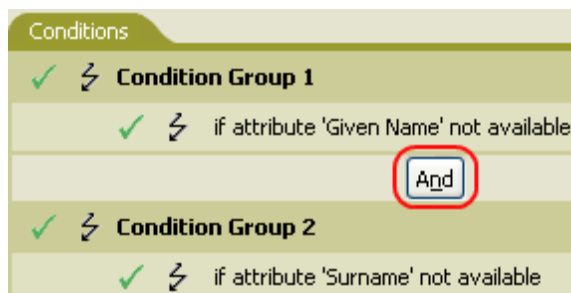 Conditions
Condition Group 1
if attribute 'Given Name' not available
And
Condition Group 2
if attribute 'Surname' not available